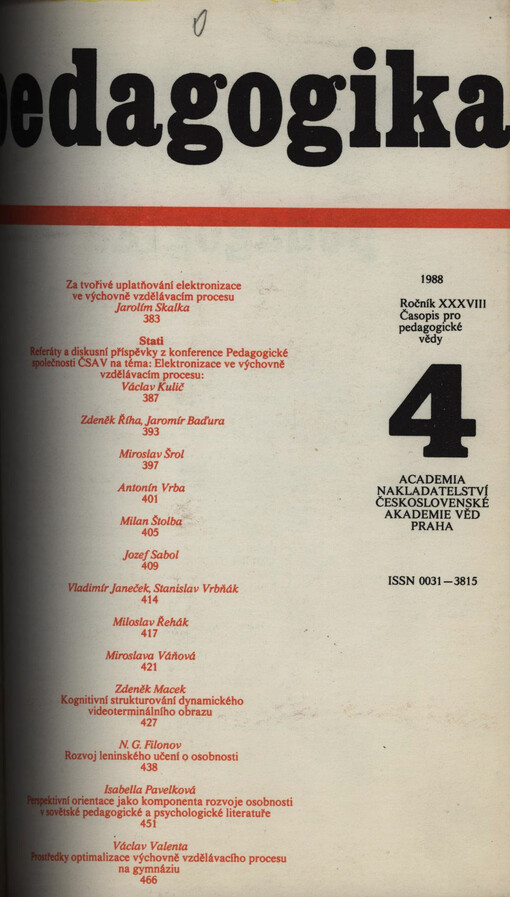 pedagogika
Za tvořivé uplatňování elektronizace
ve výchovně vzdělávacím procesu
Jarolím Skalka
383
Stati
Referáty a diskusní příspěvky z konference Pedagogické
společnosti ČSAV na téma: Elektronizace ve výchovně
vzdělávacím procesu:
Václav Kulič
387
Zdeněk Říha, Jaromír Baďura
393
Miroslav Šrol
397
Antonín Vrba
401
Milan Štolba
405
Jozef Sabol
409
Vladimír Janeček, Stanislav Vrbňák
414
Miloslav Řehák
417
Miroslava Váňová
421
Zdeněk Macek
Kognitivní strukturování dynamického
videoterminálního obrazu
427
N. G. Filonov
Rozvoj leninského učení o osobnosti
438
Isabella Pavelková
Perspektivní orientace jako komponenta rozvoje osobnosti
v sovětské pedagogické a psychologické literatuře
451
Václav Valenta
Prostředky optimalizace výchovně vzdělávacího procesu
na gymnáziu
466
1988
Ročník XXXVIII
Časopis pro
pedagogické
vědy
4
ACADEMIA
NAKLADATELSTVÍ
ČESKOSLOVENSKÉ
AKADEMIE VĚD
PRAHA
ISSN 0031—3815